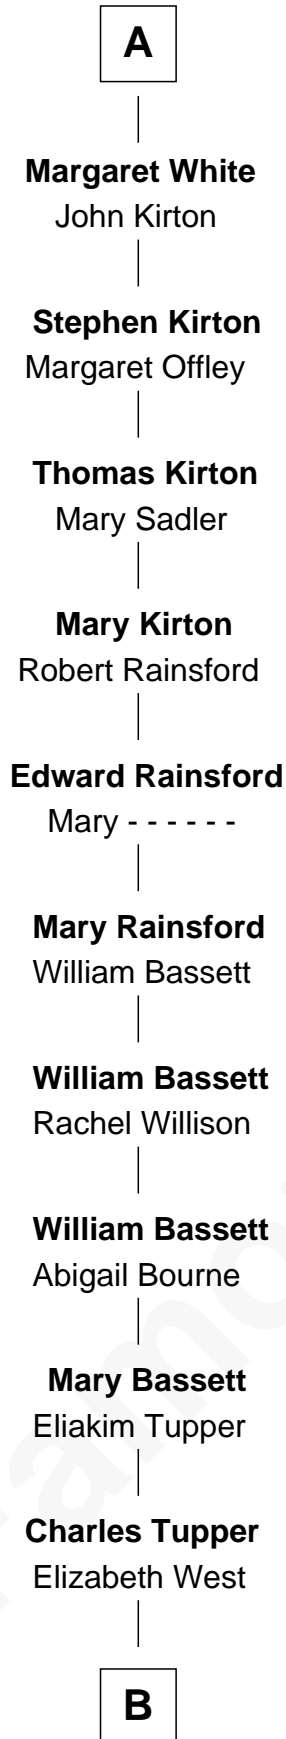 A
Margaret White
John Kirton
Stephen Kirton
Margaret Offley
Thomas Kirton
Mary Sadler
Mary Kirton
Robert Rainsford
Edward Rainsford
Mary - - - - - -
Mary Rainsford
William Bassett
William Bassett
Rachel Willison
William Bassett
Abigail Bourne
Mary Bassett
Eliakim Tupper
Charles Tupper
Elizabeth West
B